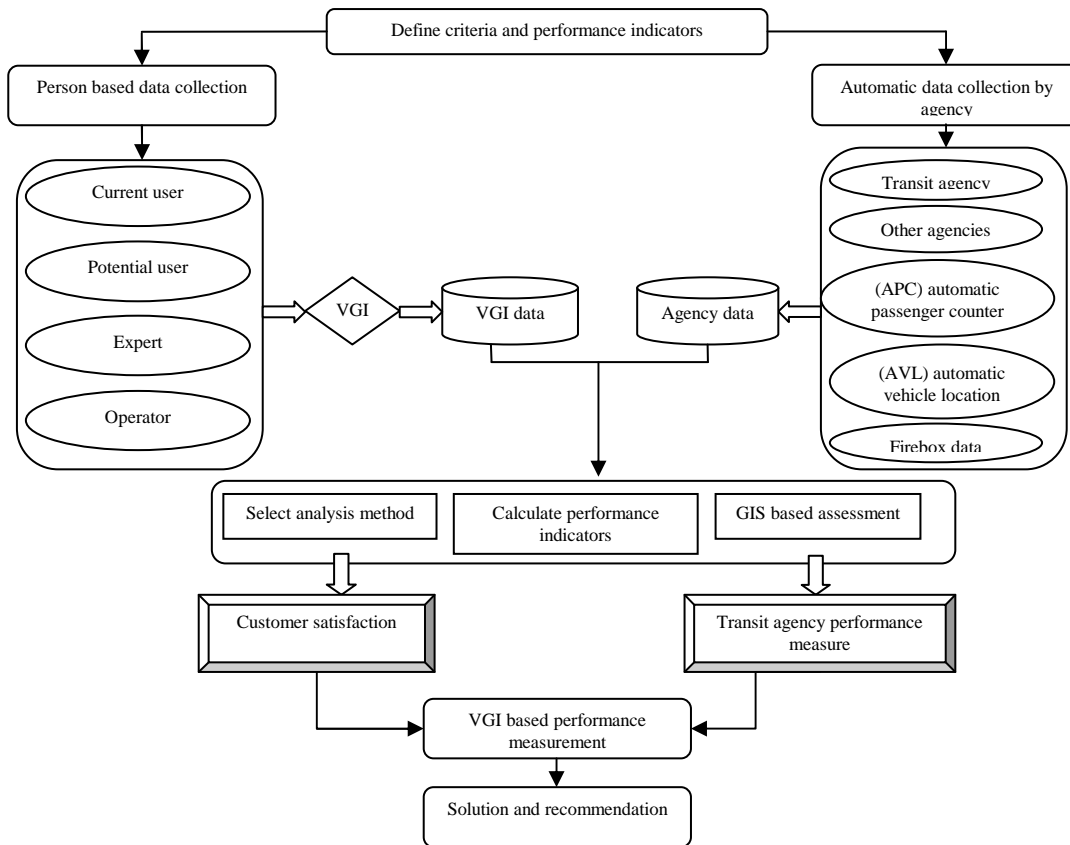 Define criteria and performance indicators
Person based data collection
Automatic data collection by
agency
Current user
Potential user
Expert
Operator
VGI
VGI data
Agency data
Transit agency
Other agencies
(APC) automatic
passenger counter
(AVL) automatic
vehicle location
Firebox data
Select analysis method
Calculate performance
indicators
GIS based assessment
Customer satisfaction
Transit agency performance
measure
VGI based performance
measurement
Solution and recommendation